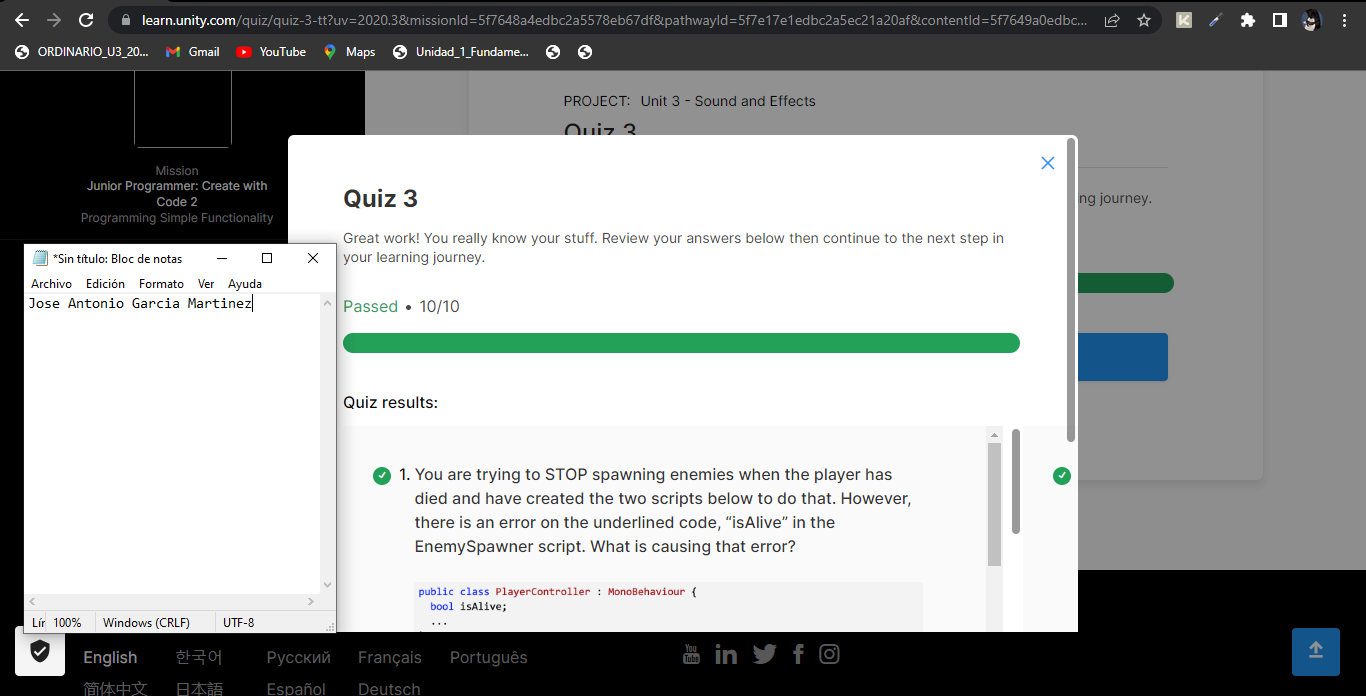 learn.unity.com/quiz/quiz-3-tt?uv=2020.3&missionId=5f7648a4edbc2a5578eb67df&pathwayId=5f7e17e1edbc2a5ec21a20af&contentId=5f7649a0edbc...
ORDINARIO_U3_20... Gmail YouTube Maps Unidad_1_Fundame...
PROJECT: Unit 3 - Sound and Effects
Quiz 3
Mission
Junior Programmer: Create with
Code 2
Programming Simple Functionality
ng journey.
Quiz 3
Great work! You really know your stuff. Review your answers below then continue to the next step in
your learning journey.
Passed • 10/10
Quiz results:
1. You are trying to STOP spawning enemies when the player has
died and have created the two scripts below to do that. However,
there is an error on the underlined code, “isAlive” in the
EnemySpawner script. What is causing that error?
public class PlayerController : MonoBehaviour {
bool isAlive;
...
*Sin título: Bloc de notas
Archivo Edición Formato Ver Ayuda
Jose Antonio Garcia Martinez
Lír 100% Windows (CRLF) UTF-8
English 한국어 Русский Français Português
简体中文 日本語 Español Deutsch
You Tube in f